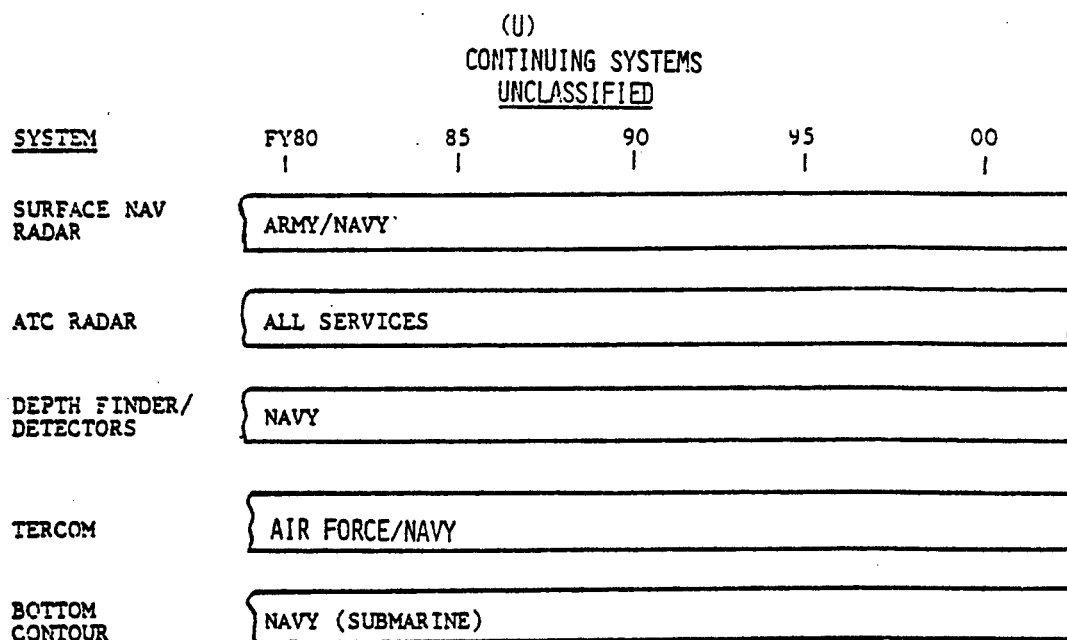 (U)
CONTINUING SYSTEMS
UNCLASSIFIED
SYSTEM FY80 85 90 95 00
SURFACE NAV
RADAR
ARMY/NAVY
ATC RADAR
ALL SERVICES
DEPTH FINDER/
DETECTORS
NAVY
TERCOM
AIR FORCE/NAVY
BOTTOM
CONTOUR
NAVY (SUBMARINE)